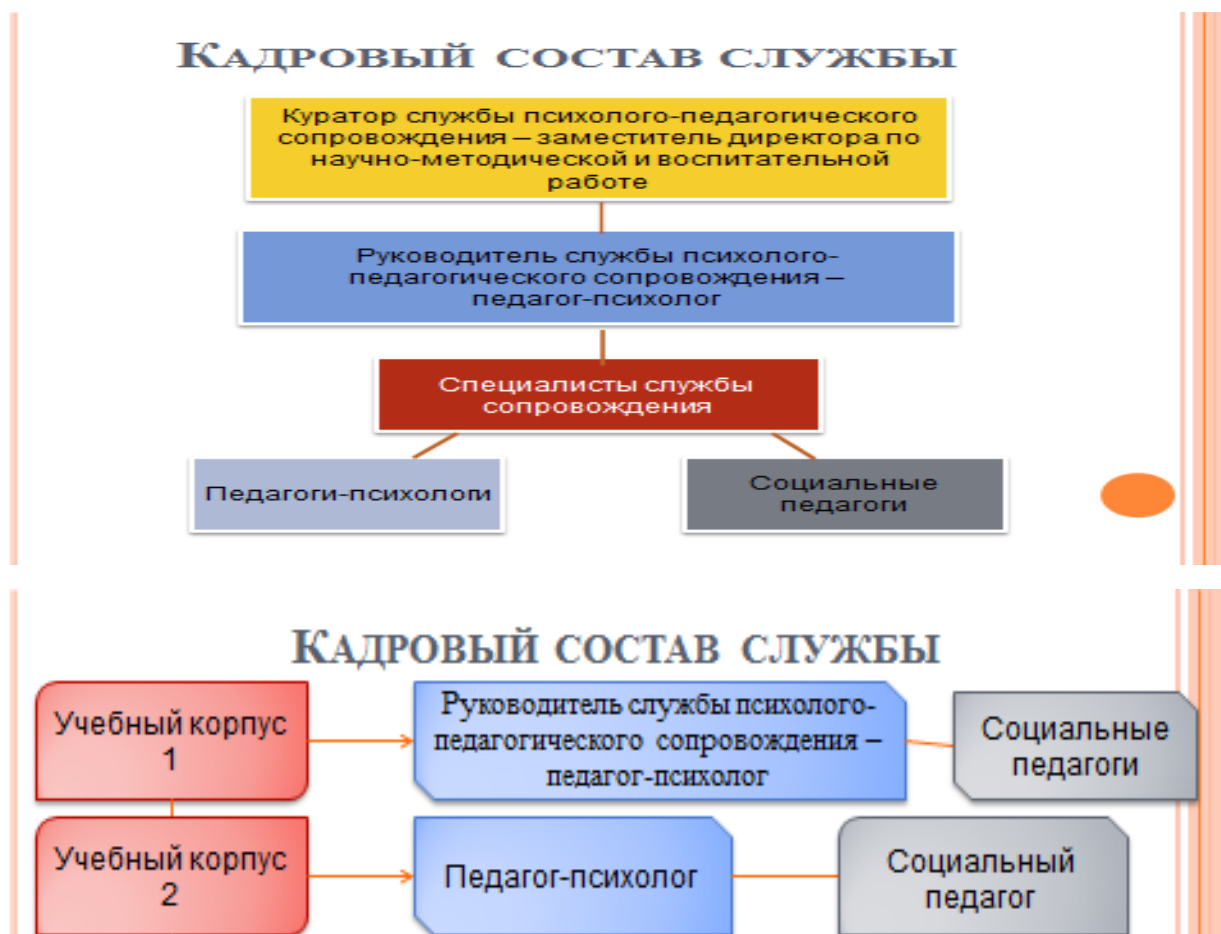 Кадровый состав службы
Куратор службы психолого-педагогического
сопровождения – заместитель директора по
научно-методической и воспитательной
работе
Руководитель службы психолого-
педагогического сопровождения –
педагог-психолог
Специалисты службы
сопровождения
Педагоги-психологи
Социальные
педагоги
Кадровый состав службы
Учебный корпус
1
Руководитель службы психолого-
педагогического сопровождения –
педагог-психолог
Социальные
педагоги
Учебный корпус
2
Педагог-психолог
Социальный
педагог